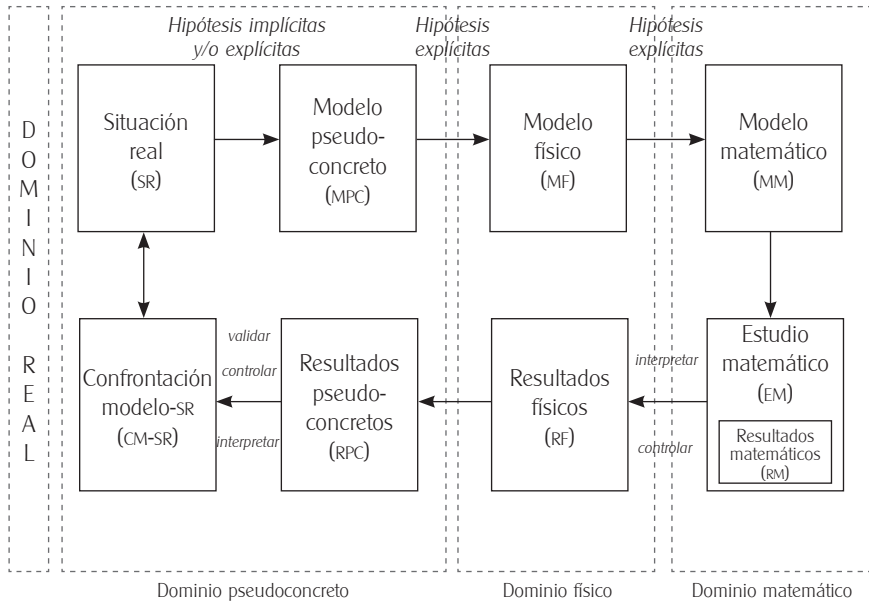 Hipótesis implícitas
y/o explícitas
Hipótesis
explícitas
Hipótesis
explícitas
DOMINIO REAL
Situación
real
(SR)
Modelo
pseudo-
concreto
(MPC)
Modelo
físico
(MF)
Modelo
matemático
(MM)
Confrontación
modelo-SR
(CM-SR)
validar
controlar
interpretar
Resultados
pseudo-
concretos
(RPC)
Resultados
físicos
(RF)
interpretar
controlar
Estudio
matemático
(EM)
Resultados
matemáticos
(RM)
Dominio pseudoconcreto
Dominio físico
Dominio matemático